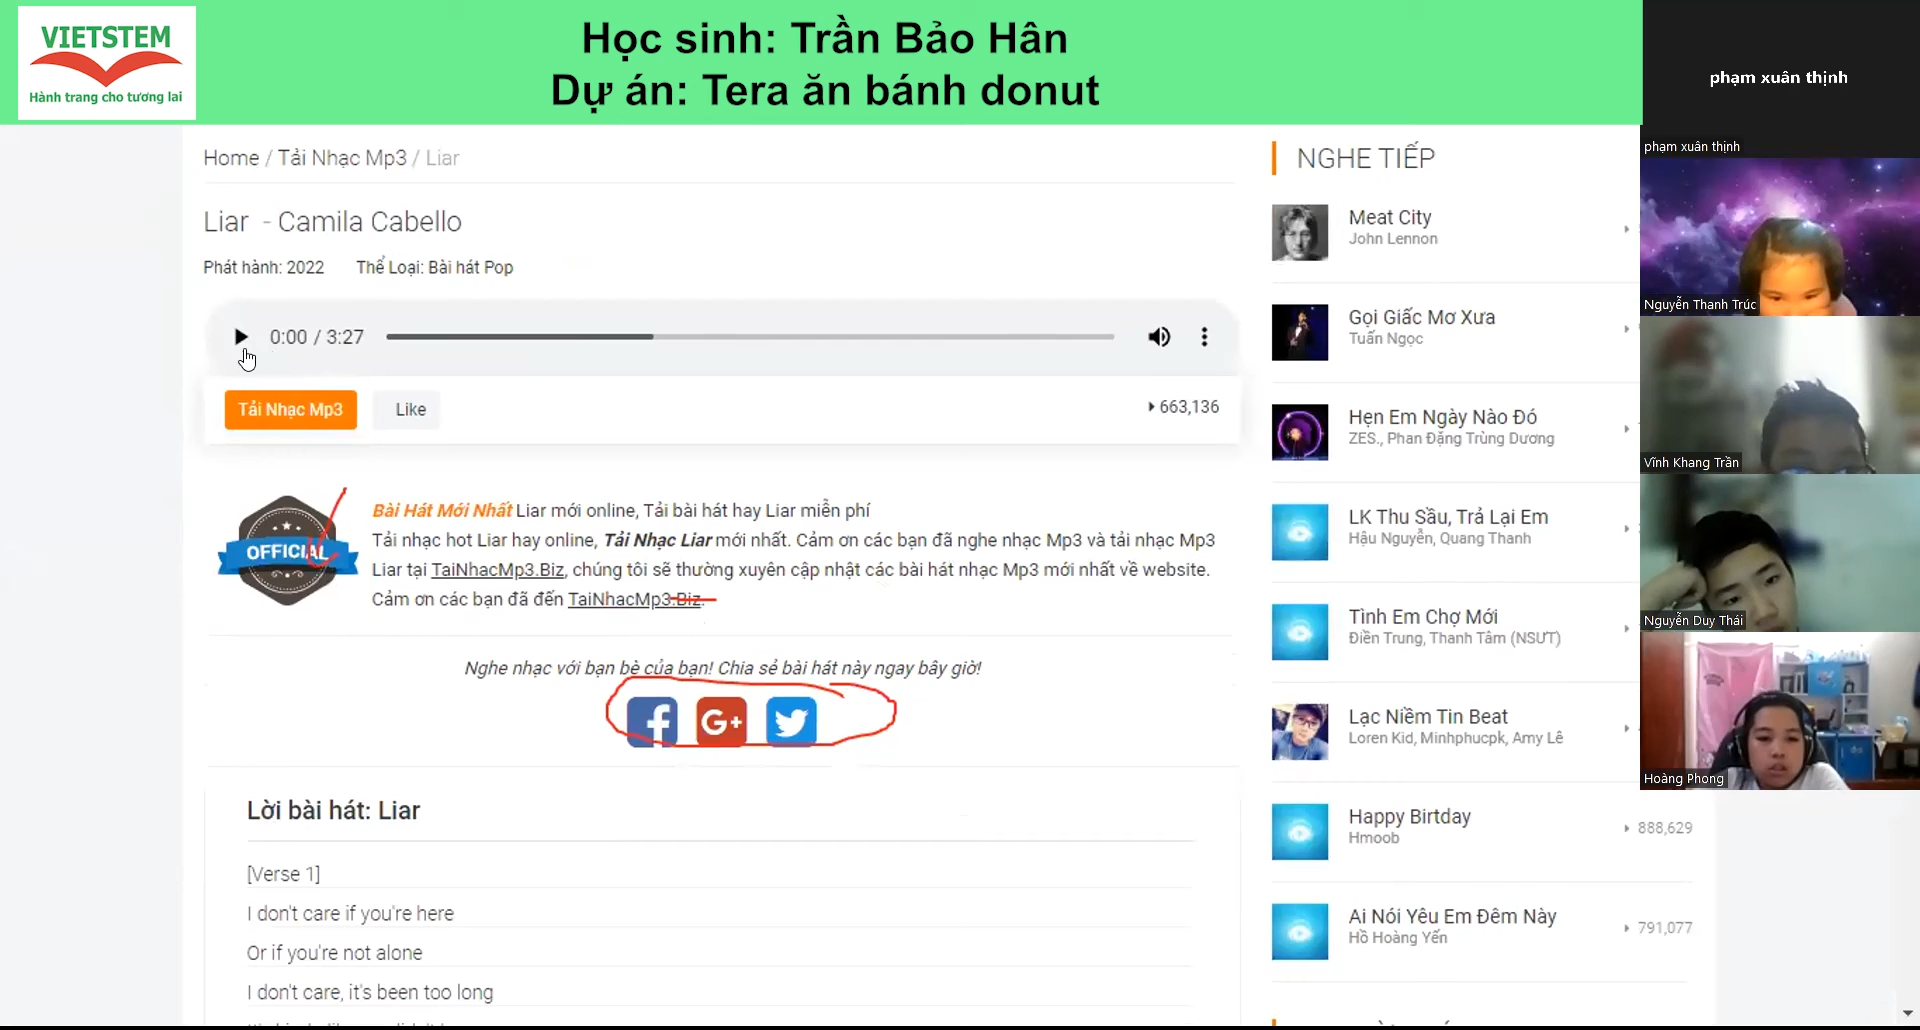 VIETSTEM
Hành trang cho tương lai
Học sinh: Trần Bảo Hân
Dự án: Tera ăn bánh donut
Home / Tải Nhạc Mp3 / Liar
Liar - Camila Cabello
Phát hành: 2022 Thể Loại: Bài hát Pop
0:00 / 3:27
Tải Nhạc Mp3
Like
663,136
OFFICIAL
Bài Hát Mới Nhất Liar mới online, Tải bài hát hay Liar miễn phí
Tải nhạc hot Liar hay online, Tải Nhạc Liar mới nhất. Cảm ơn các bạn đã nghe nhạc Mp3 và tải nhạc Mp3
Liar tại TaiNhacMp3.Biz, chúng tôi sẽ thường xuyên cập nhật các bài hát nhạc Mp3 mới nhất về website.
Cảm ơn các bạn đã đến TaiNhacMp3.Biz.
Nghe nhạc với bạn bè của bạn! Chia sẻ bài hát này ngay bây giờ!
f G+
Lời bài hát: Liar
[Verse 1]
I don't care if you're here
Or if you're not alone
I don't care, it's been too long
NGHE TIẾP
Meat City
John Lennon
Gọi Giấc Mơ Xưa
Tuấn Ngọc
Hẹn Em Ngày Nào Đó
ZES., Phan Đặng Trùng Dương
LK Thu Sầu, Trả Lại Em
Hậu Nguyễn, Quang Thanh
Tình Em Chợ Mới
Điền Trung, Thanh Tâm (NSƯT)
Lạc Niềm Tin Beat
Loren Kid, Minhphucpk, Amy Lê
Happy Birtday
Hmoob
888,629
Ai Nói Yêu Em Đêm Này
Hồ Hoàng Yến
791,077
phạm xuân thịnh
phạm xuân thịnh
Nguyễn Thanh Trúc
Vĩnh Khang Trần
Nguyễn Duy Thái
Hoàng Phong